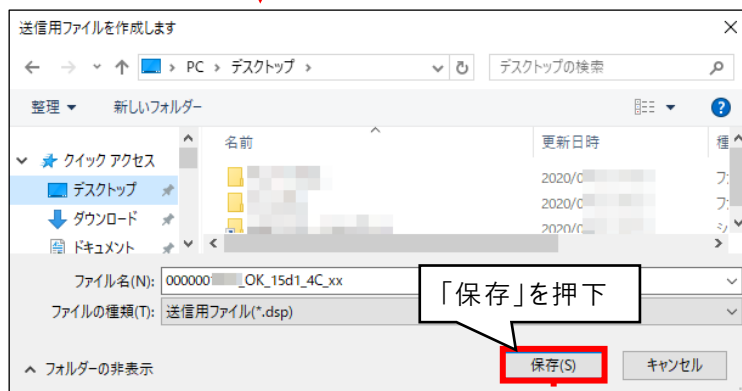 送信用ファイルを作成します
PC › デスクトップ ›
デスクトップの検索
整理 新しいフォルダー
名前 更新日時 種
クイック アクセス
デスクトップ 2020/0
ダウンロード 2020/0
ドキュメント 2020/0
ファイル名(N): 000000 _OK_15d1_4C_xx
ファイルの種類(T): 送信用ファイル(*.dsp)
「保存」を押下
フォルダーの非表示 保存(S) キャンセル